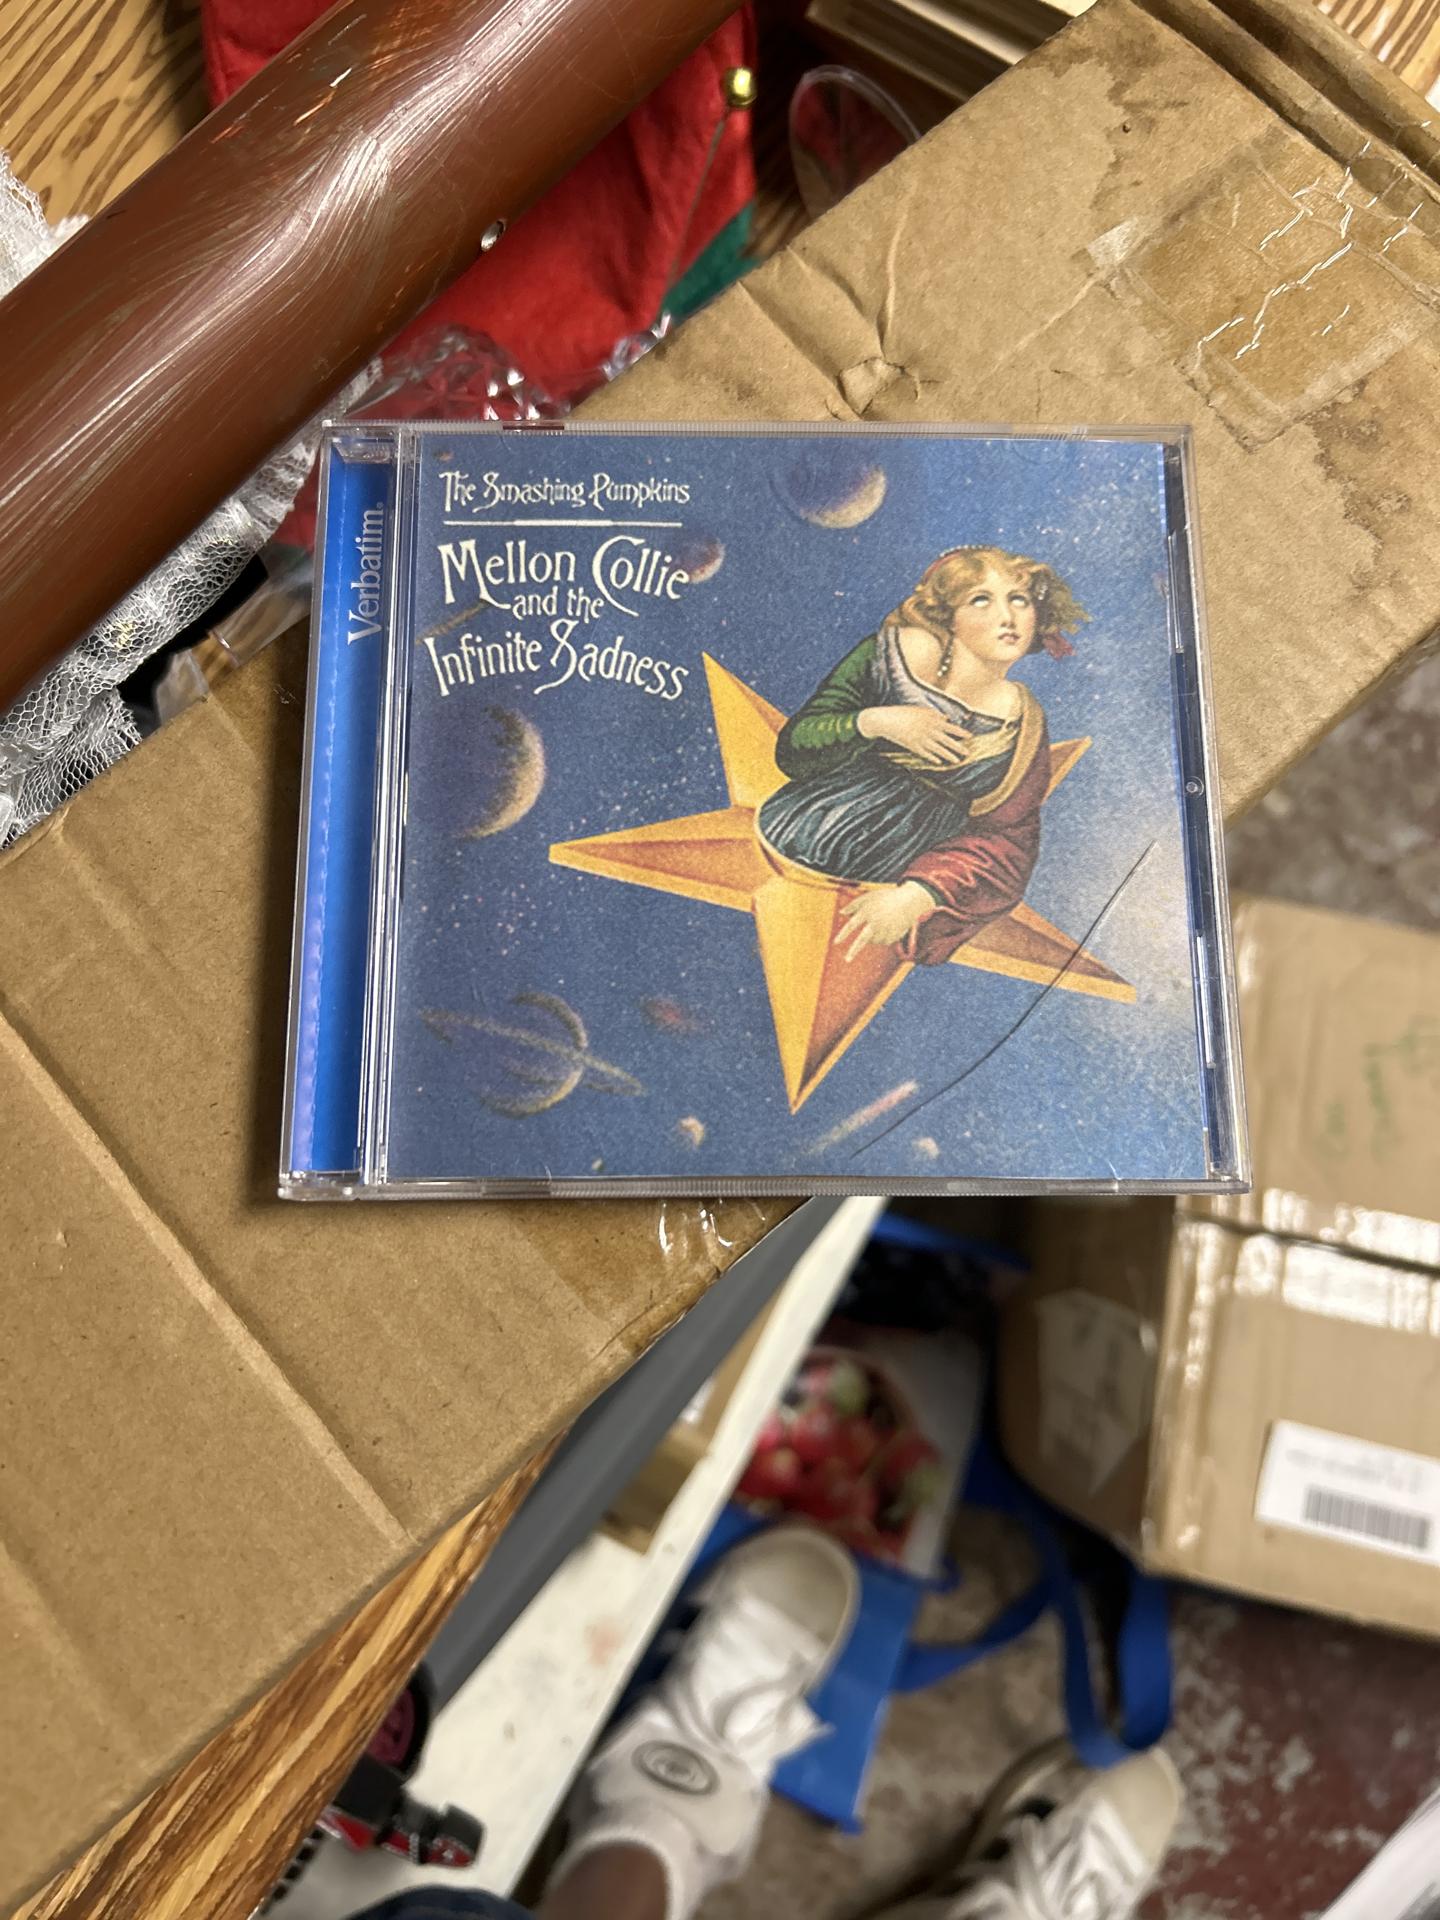 The Smashing Pumpkins
Mellon Collie
and the
Infinite Sadness
Verbatim.